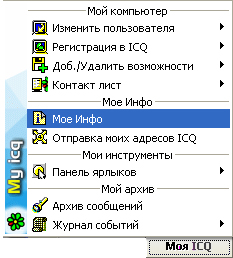 Мой компьютер
Изменить пользователя
Регистрация в ICQ
Доб./Удалить возможности
Контакт лист
Мое Инфо
Мое Инфо
Отправка моих адресов ICQ
Мои инструменты
Панель ярлыков
Мой архив
Архив сообщений
Журнал событий
My icq
Моя ICQ